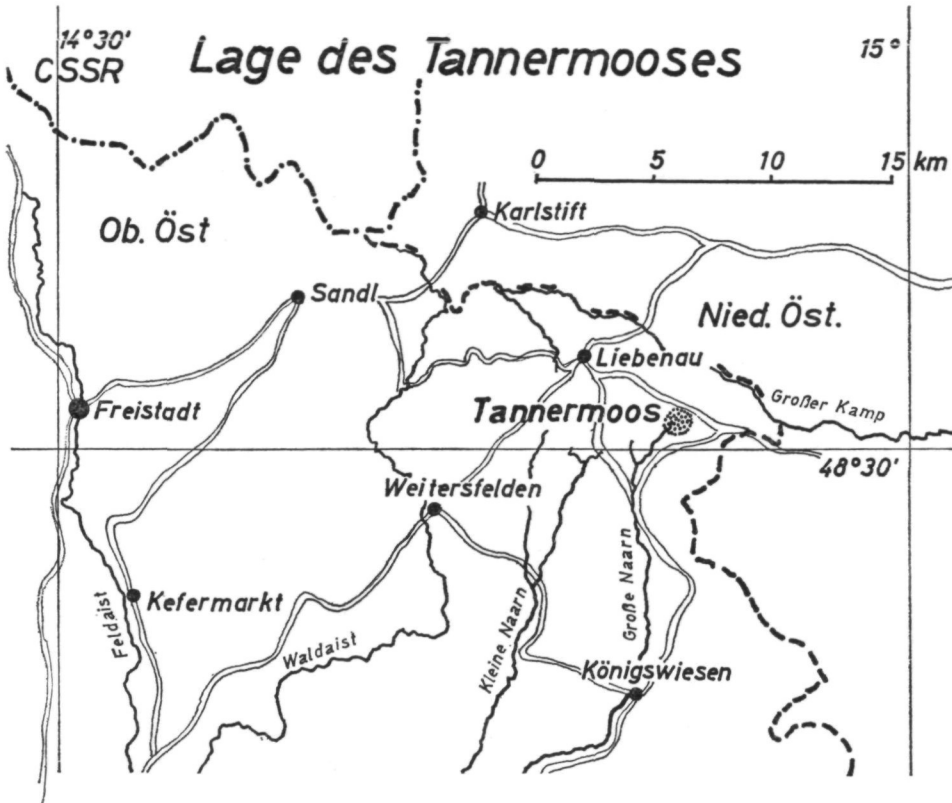 14°30'
CSSR
Lage des Tannermooses
15°
0 5 10 15 km
Karlstift
Ob. Öst
Sandl
Nied. Öst.
Liebenau
Freistadt
Tannermoos
Großer Kamp
48°30'
Weitersfelden
Kefermarkt
Feldaist
Waldaist
Kleine Naarn
Große Naarn
Königswiesen